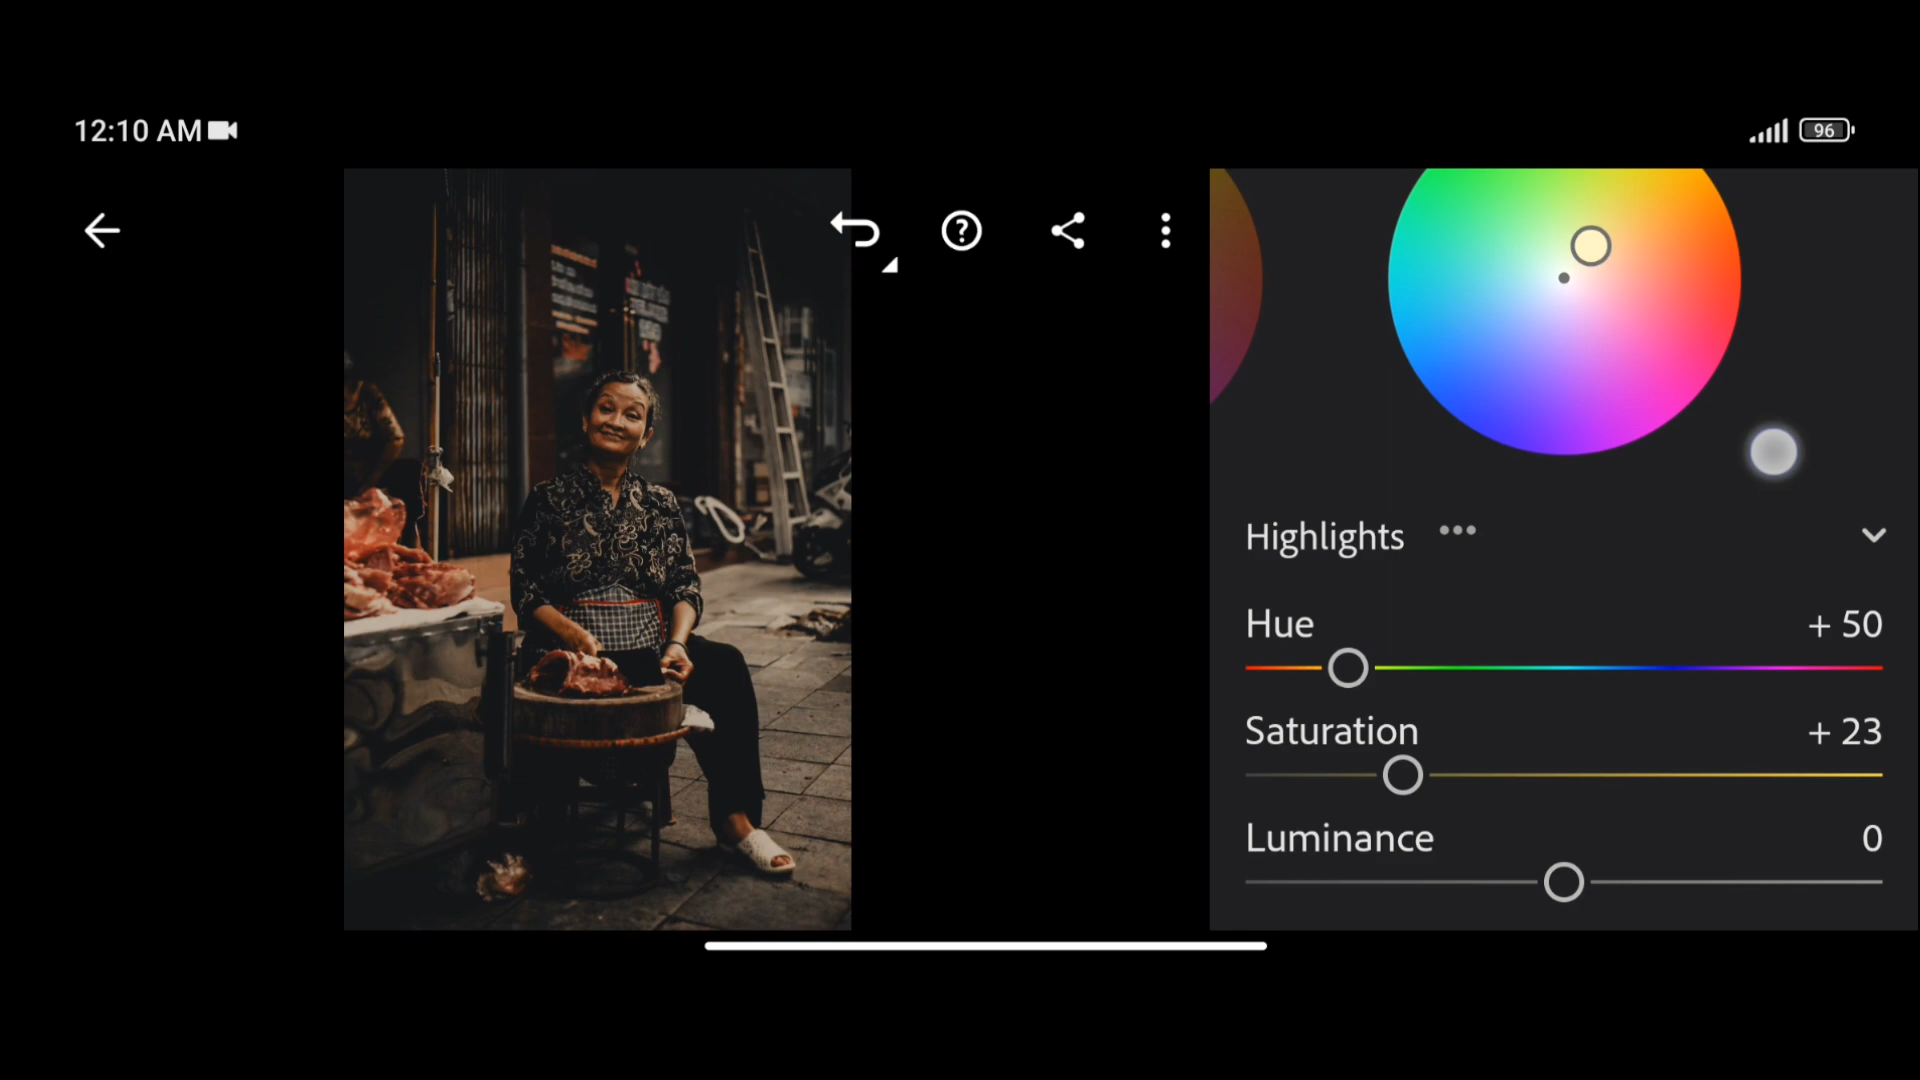 12:10 AM
96
?
Highlights
Hue + 50
Saturation + 23
Luminance 0